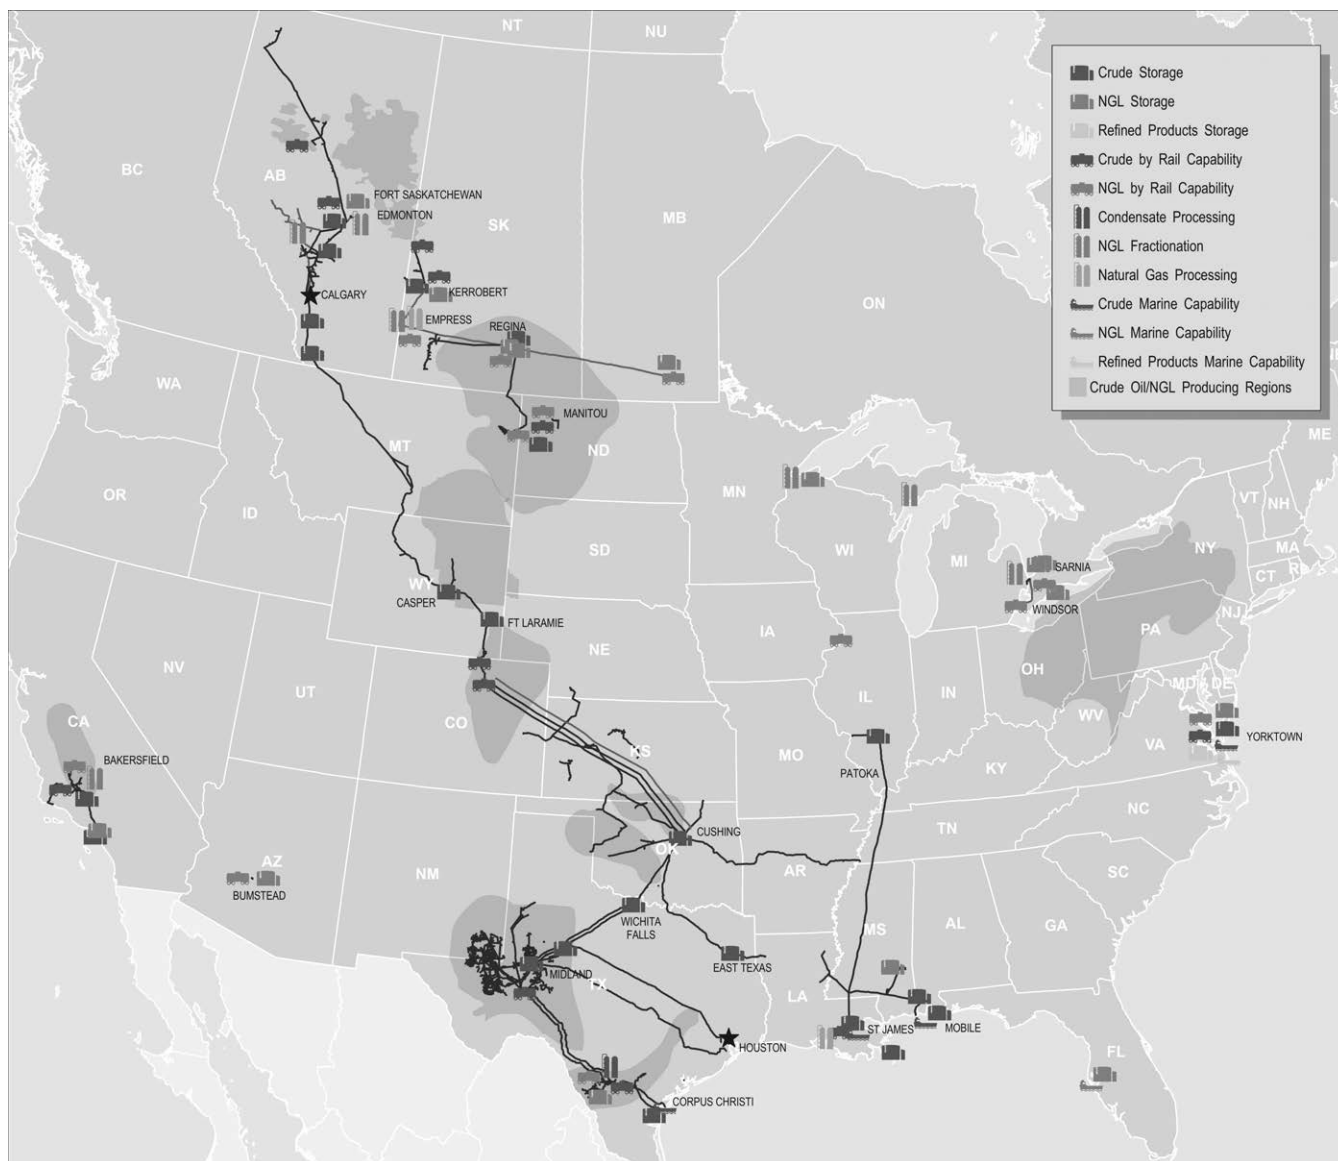 NT
NU
AK
BC
AB
SK
MB
ON
FORT SASKATCHEWAN
EDMONTON
CALGARY
KERROBERT
EMPRESS
REGINA
MANITOU
Crude Storage
NGL Storage
Refined Products Storage
Crude by Rail Capability
NGL by Rail Capability
Condensate Processing
NGL Fractionation
Natural Gas Processing
Crude Marine Capability
NGL Marine Capability
Refined Products Marine Capability
Crude Oil/NGL Producing Regions
WA
MT
ND
MN
ME
OR
ID
SD
WI
MI
SARNIA
WINDSOR
VT
NH
NY
MA
CT
RI
WY
CASPER
FT LARAMIE
NE
IA
PA
NJ
OH
NV
UT
CO
KS
MO
IL
IN
WV
MD
DE
VA
YORKTOWN
KY
CA
BAKERSFIELD
PATOKA
NC
TN
CUSHING
OK
AR
SC
AZ
BUMSTEAD
NM
WICHITA
FALLS
MS
AL
GA
EAST TEXAS
MIDLAND
TX
LA
ST JAMES
MOBILE
HOUSTON
FL
CORPUS CHRISTI